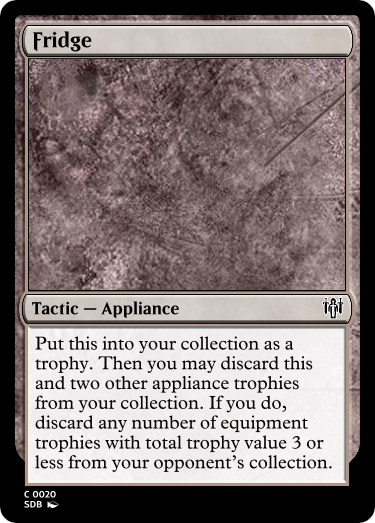 Fridge
Tactic — Appliance
Put this into your collection as a
trophy. Then you may discard this
and two other appliance trophies
from your collection. If you do,
discard any number of equipment
trophies with total trophy value 3 or
less from your opponent's collection.
C 0020
SDB